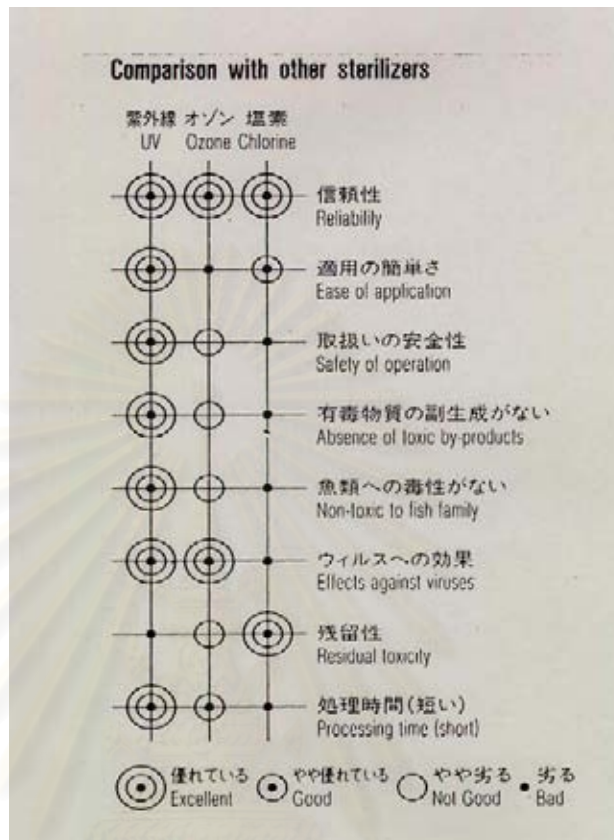 Comparison with other sterilizers
紫外線 オゾン 塩素
UV Ozone Chlorine
信頼性
Reliability
適用の簡単さ
Ease of application
取扱いの安全性
Safety of operation
有毒物質の副生成がない
Absence of toxic by-products
魚類への毒性がない
Non-toxic to fish family
ウィルスへの効果
Effects against viruses
残留性
Residual toxicity
処理時間(短い)
Processing time (short)
優れている やや優れている やや劣る 劣る
Excellent Good Not Good Bad